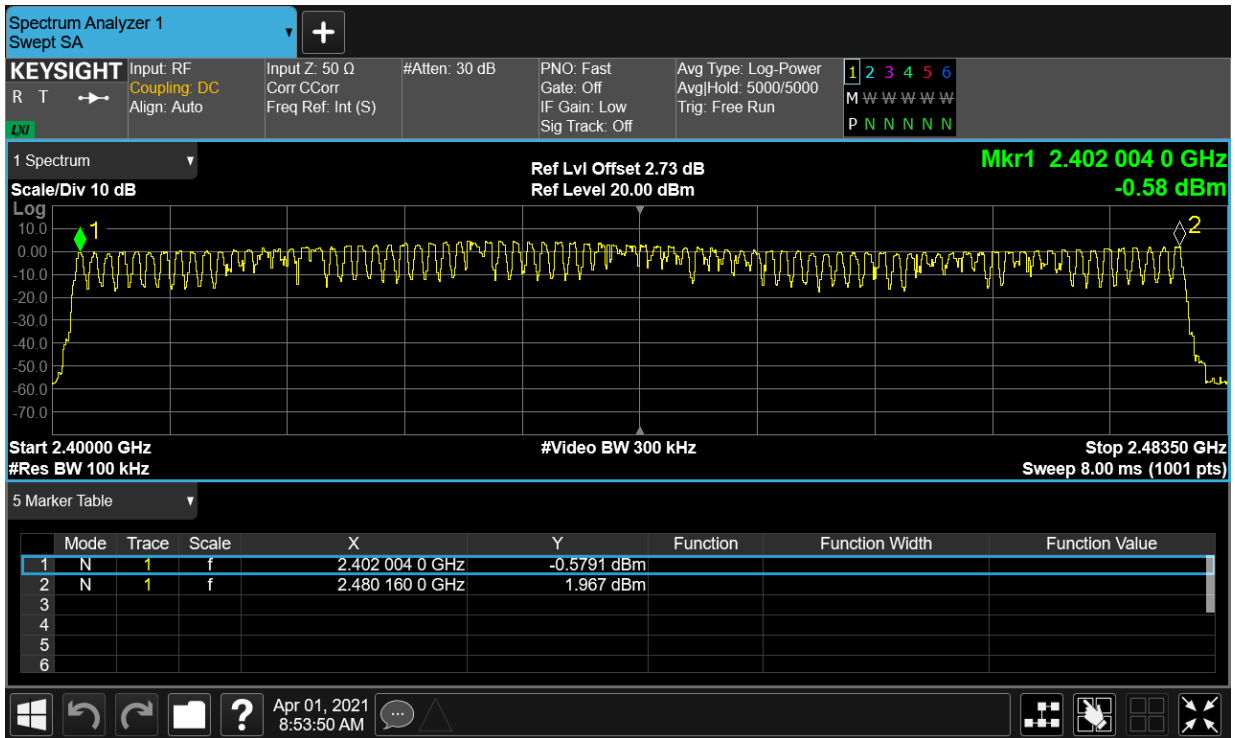 Spectrum Analyzer 1
Swept SA
+
KEYSIGHT Input: RF Input Z: 50 Ω #Atten: 30 dB PNO: Fast Avg Type: Log-Power 1 2 3 4 5 6
R T Coupling: DC Corr CCorr Gate: Off Avg|Hold: 5000/5000
Align: Auto Freq Ref: Int (S) IF Gain: Low Trig: Free Run M W W W W W
LXI Sig Track: Off P N N N N N
1 Spectrum
Ref Lvl Offset 2.73 dB Mkr1 2.402 004 0 GHz
Scale/Div 10 dB Ref Level 20.00 dBm -0.58 dBm
Log
1 2
10.0
0.00
-10.0
-20.0
-30.0
-40.0
-50.0
-60.0
-70.0
Start 2.40000 GHz #Video BW 300 kHz Stop 2.48350 GHz
#Res BW 100 kHz Sweep 8.00 ms (1001 pts)
5 Marker Table
Mode Trace Scale X Y Function Function Width Function Value
1 N 1 f 2.402 004 0 GHz -0.5791 dBm
2 N 1 f 2.480 160 0 GHz 1.967 dBm
3
4
5
6
? Apr 01, 2021
8:53:50 AM